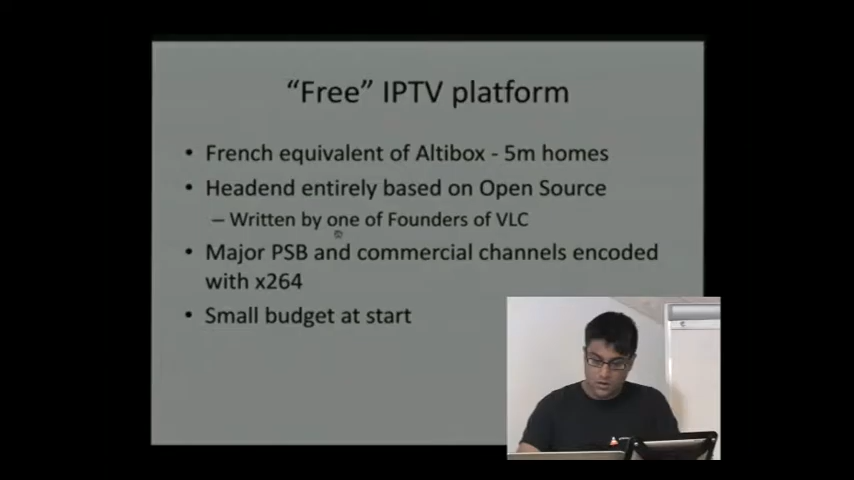 "Free" IPTV platform
• French equivalent of Altibox - 5m homes
• Headend entirely based on Open Source
– Written by one of Founders of VLC
• Major PSB and commercial channels encoded
with x264
• Small budget at start